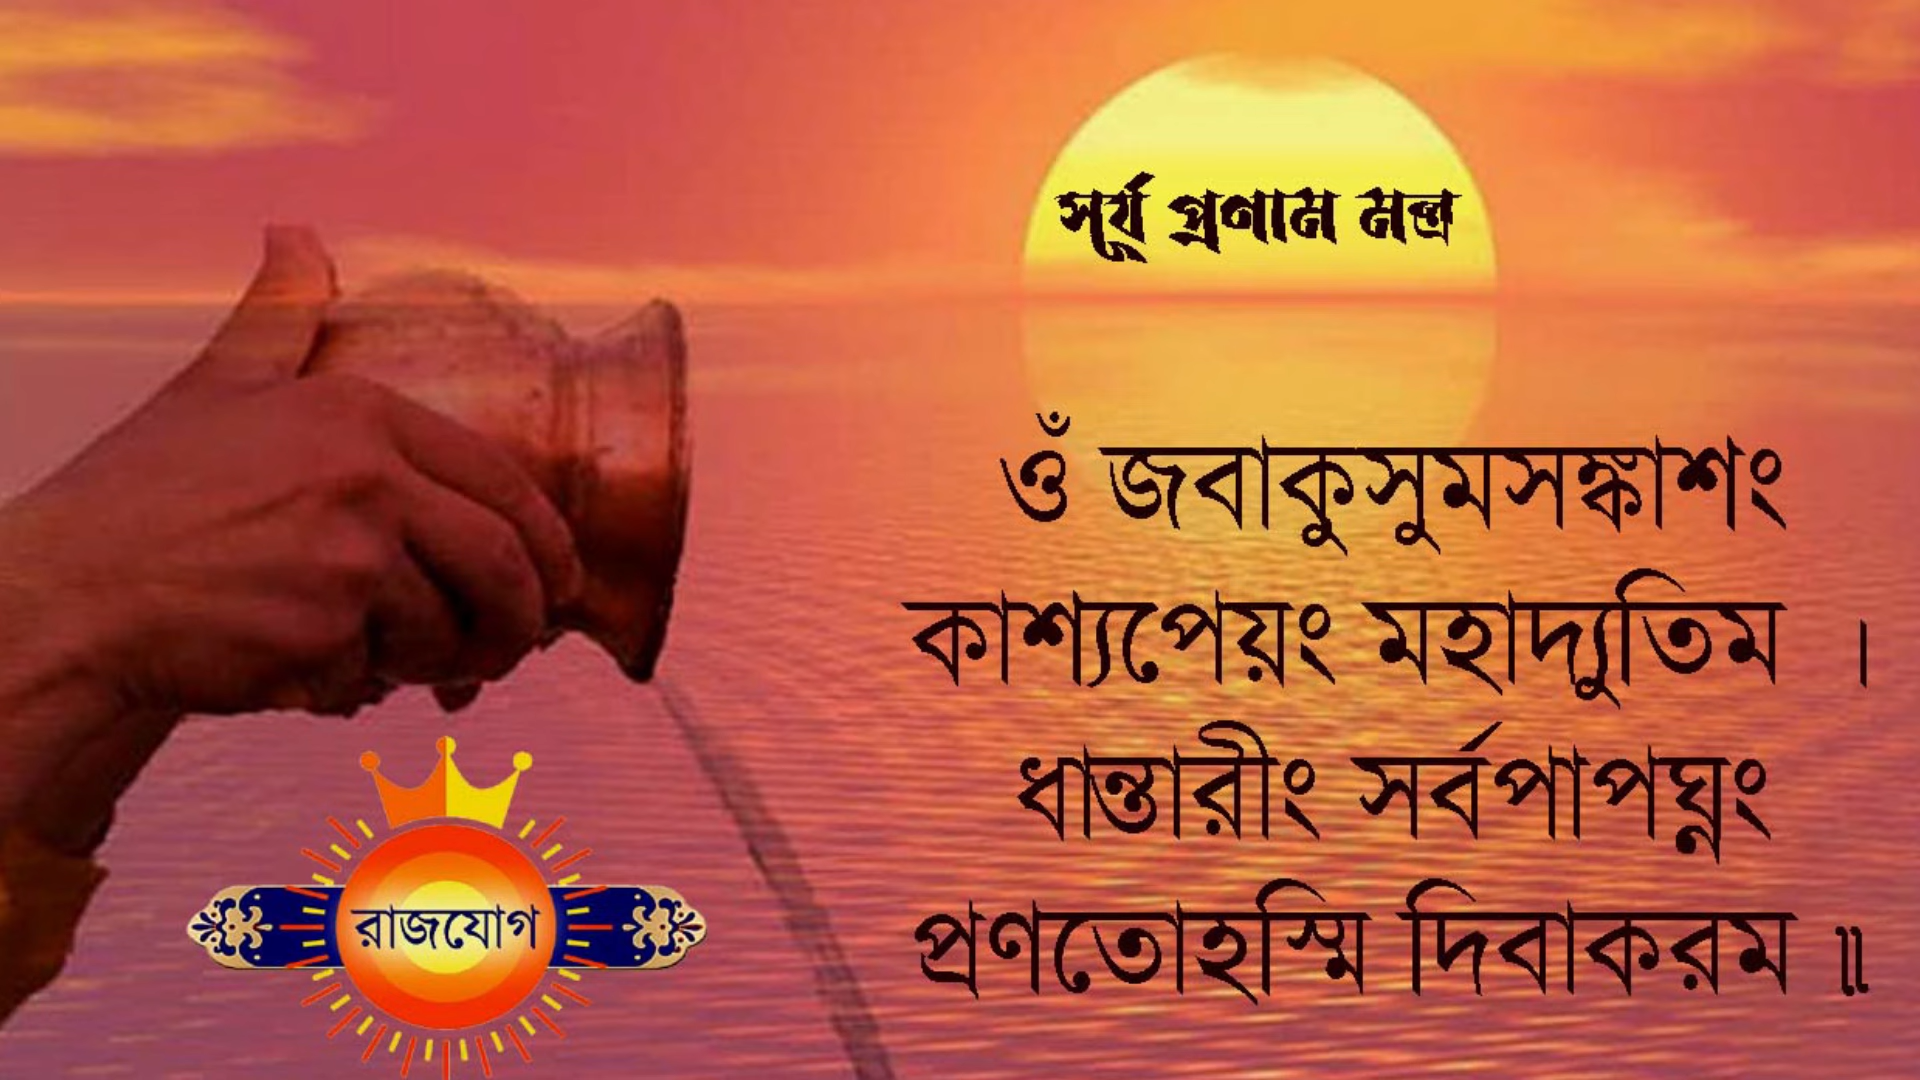 সূর্য প্রণাম মন্ত্র
ওঁ জবাকুসুমসঙ্কাশং
কাশ্যপেয়ং মহাদ্যুতিম ।
ধান্তারীং সর্বপাপঘ্নং
প্রণতোহস্মি দিবাকরম ॥
রাজযোগ